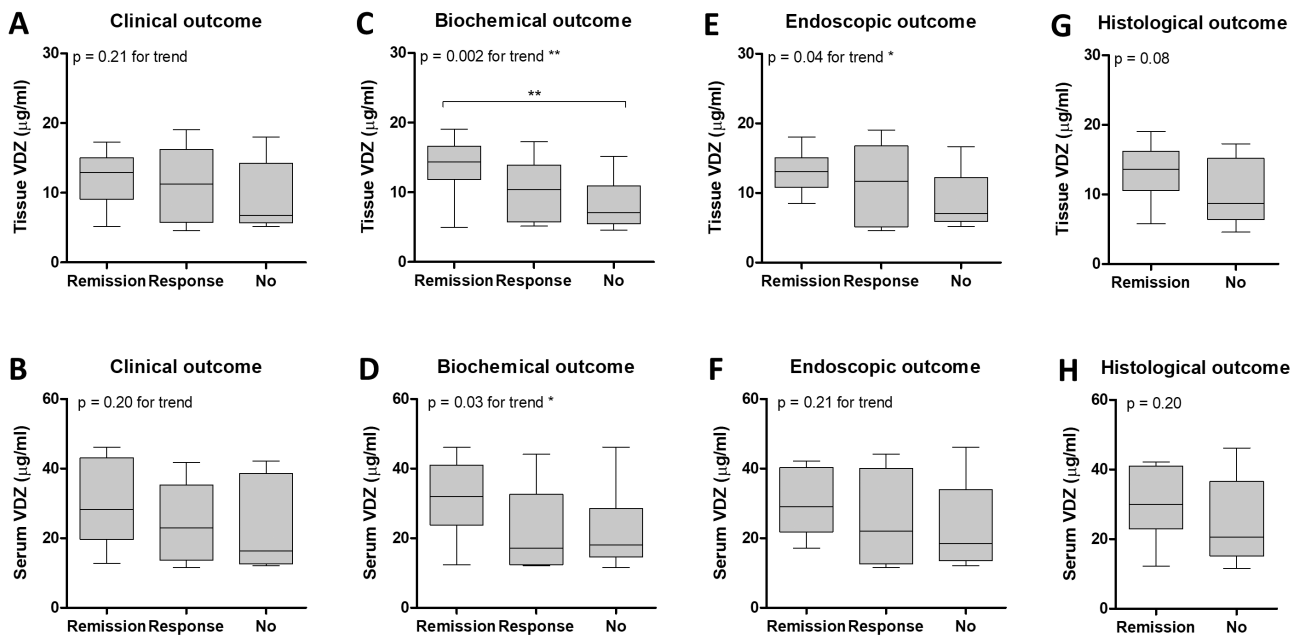 A
Clinical outcome
p = 0.21 for trend
Tissue VDZ (μg/ml)
30
20
10
0
Remission Response No
C
Biochemical outcome
p = 0.002 for trend **
**
Tissue VDZ (μg/ml)
30
20
10
0
Remission Response No
E
Endoscopic outcome
p = 0.04 for trend *
Tissue VDZ (μg/ml)
30
20
10
0
Remission Response No
G
Histological outcome
p = 0.08
Tissue VDZ (μg/ml)
30
20
10
0
Remission No
B
Clinical outcome
p = 0.20 for trend
Serum VDZ (μg/ml)
60
40
20
0
Remission Response No
D
Biochemical outcome
p = 0.03 for trend *
Serum VDZ (μg/ml)
60
40
20
0
Remission Response No
F
Endoscopic outcome
p = 0.21 for trend
Serum VDZ (μg/ml)
60
40
20
0
Remission Response No
H
Histological outcome
p = 0.20
Serum VDZ (μg/ml)
60
40
20
0
Remission No